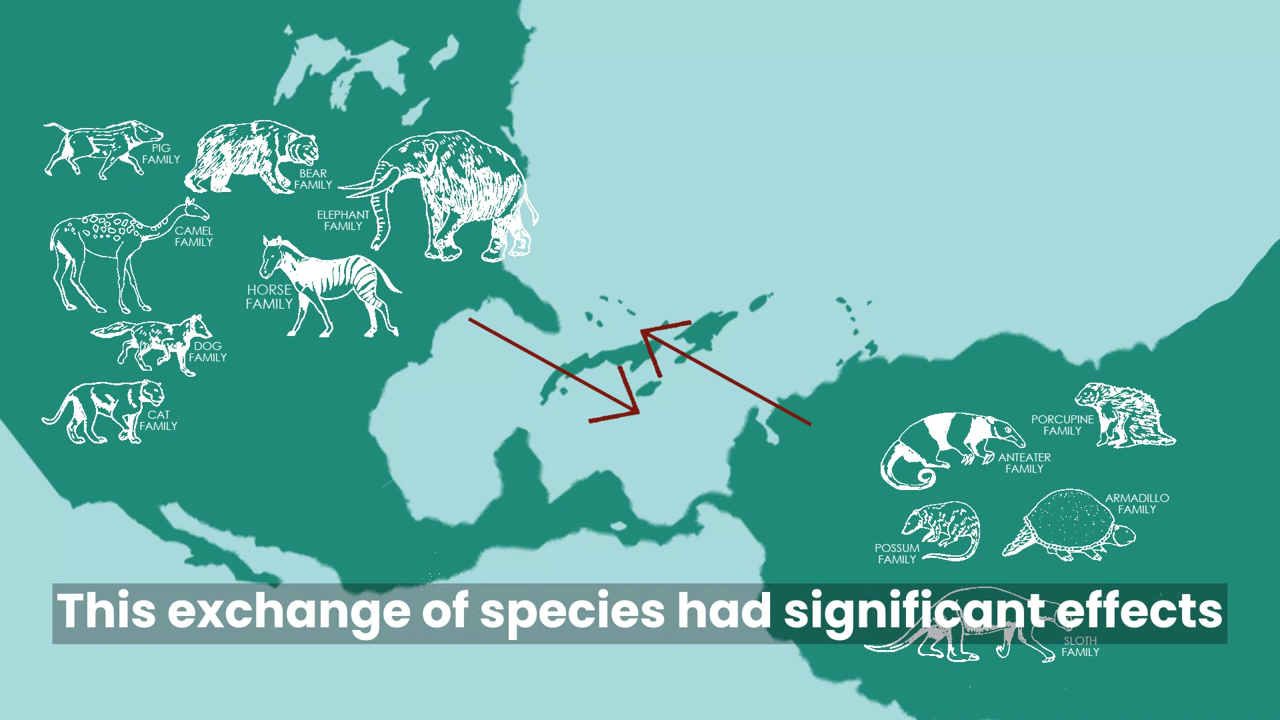 PIG
FAMILY
BEAR
FAMILY
ELEPHANT
FAMILY
CAMEL
FAMILY
HORSE
FAMILY
DOG
FAMILY
CAT
FAMILY
PORCUPINE
FAMILY
ANTEATER
FAMILY
ARMADILLO
FAMILY
POSSUM
FAMILY
This exchange of species had significant effects
SLOTH
FAMILY